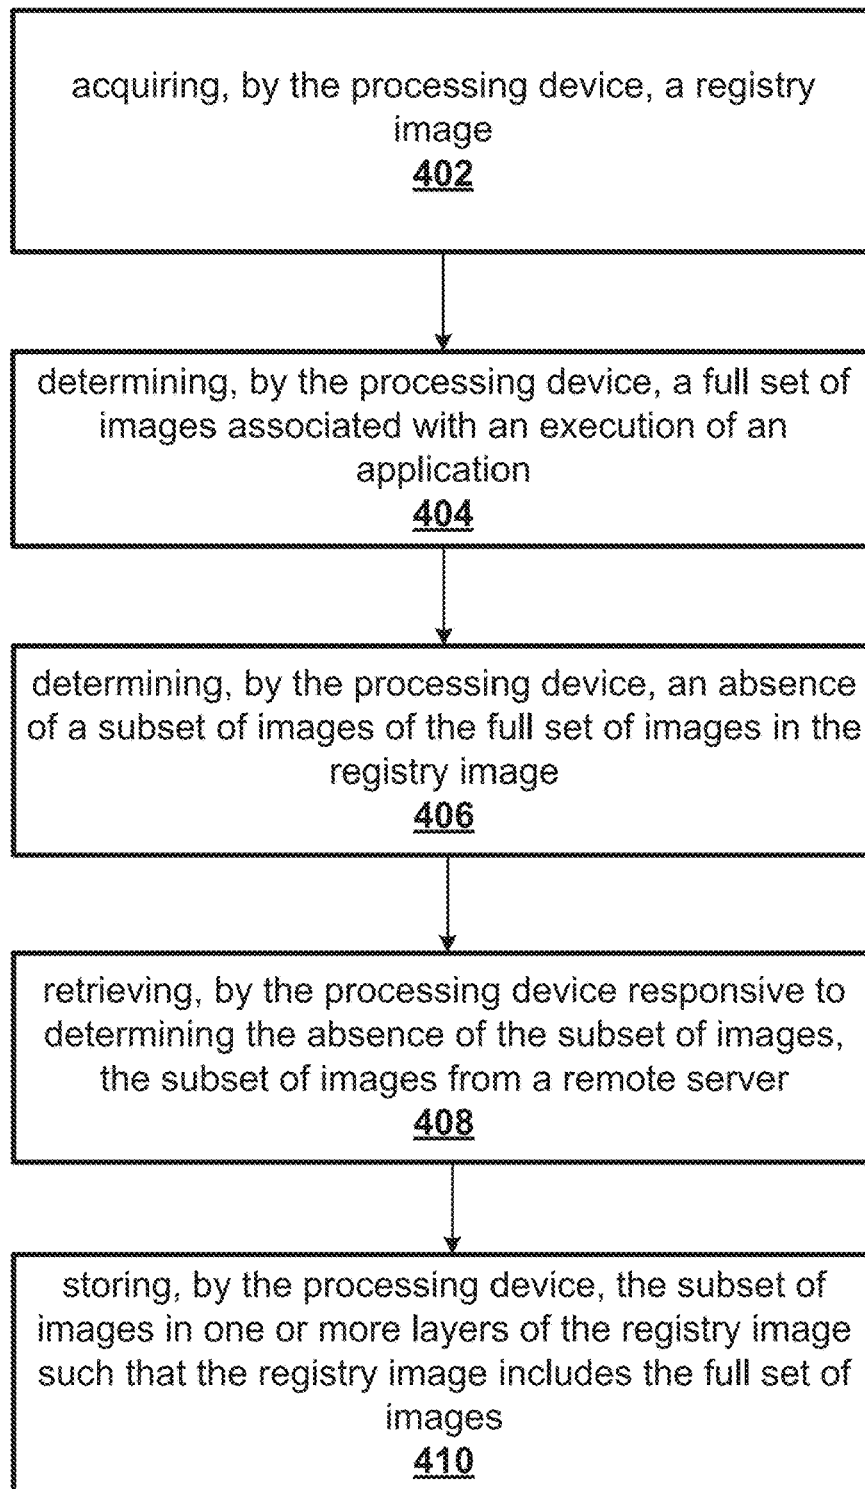 acquiring, by the processing device, a registry
image
402
determining, by the processing device, a full set of
images associated with an execution of an
application
404
determining, by the processing device, an absence
of a subset of images of the full set of images in the
registry image
406
retrieving, by the processing device responsive to
determining the absence of the subset of images,
the subset of images from a remote server
408
storing, by the processing device, the subset of
images in one or more layers of the registry image
such that the registry image includes the full set of
images
410